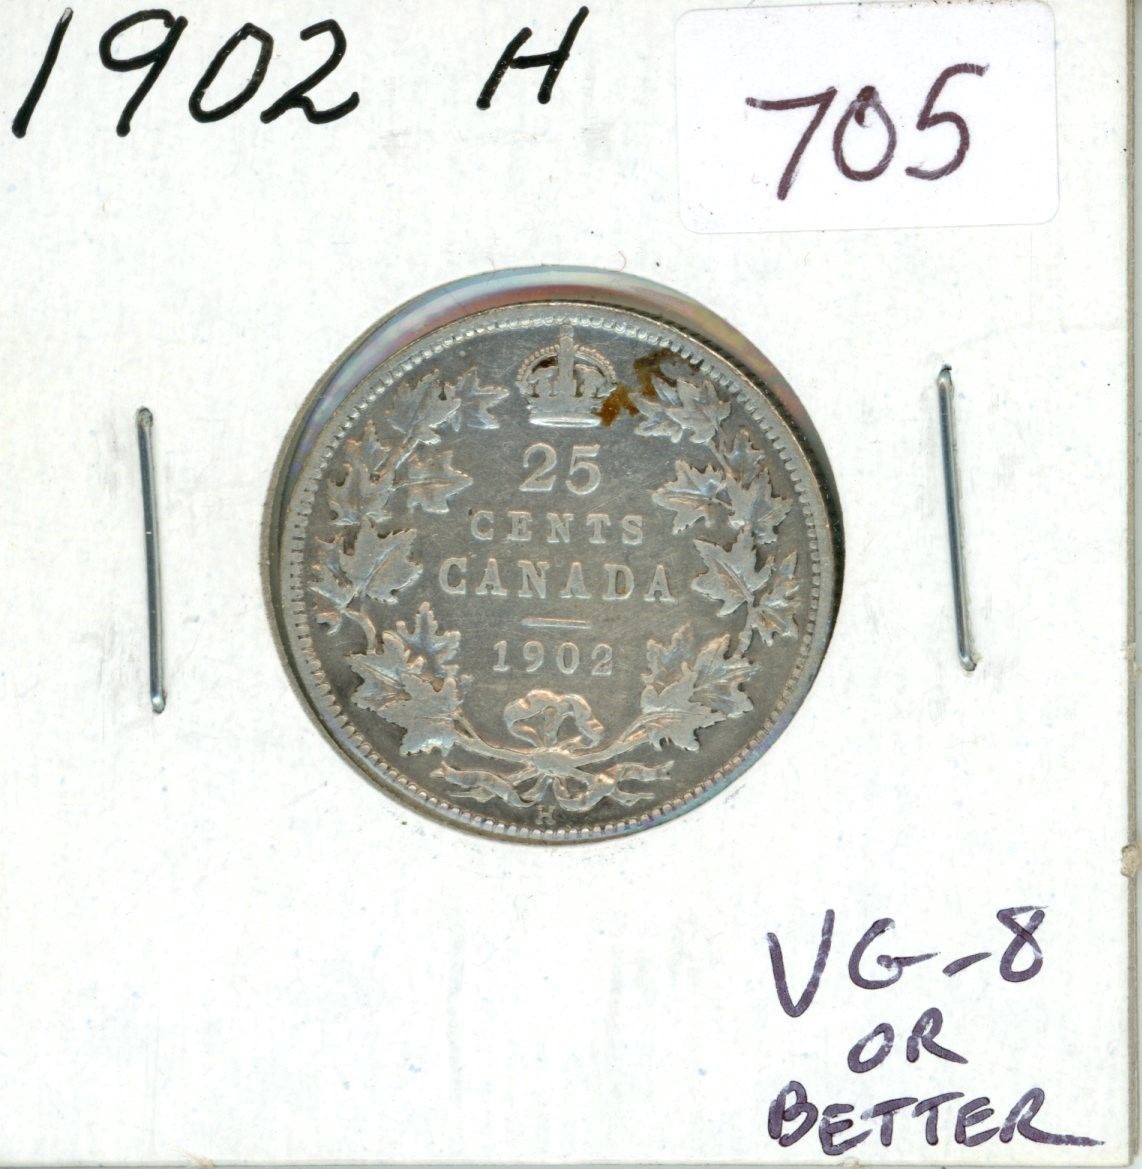 1902 H
705
25
CENTS
CANADA
1902
H
VG-8
OR
BETTER